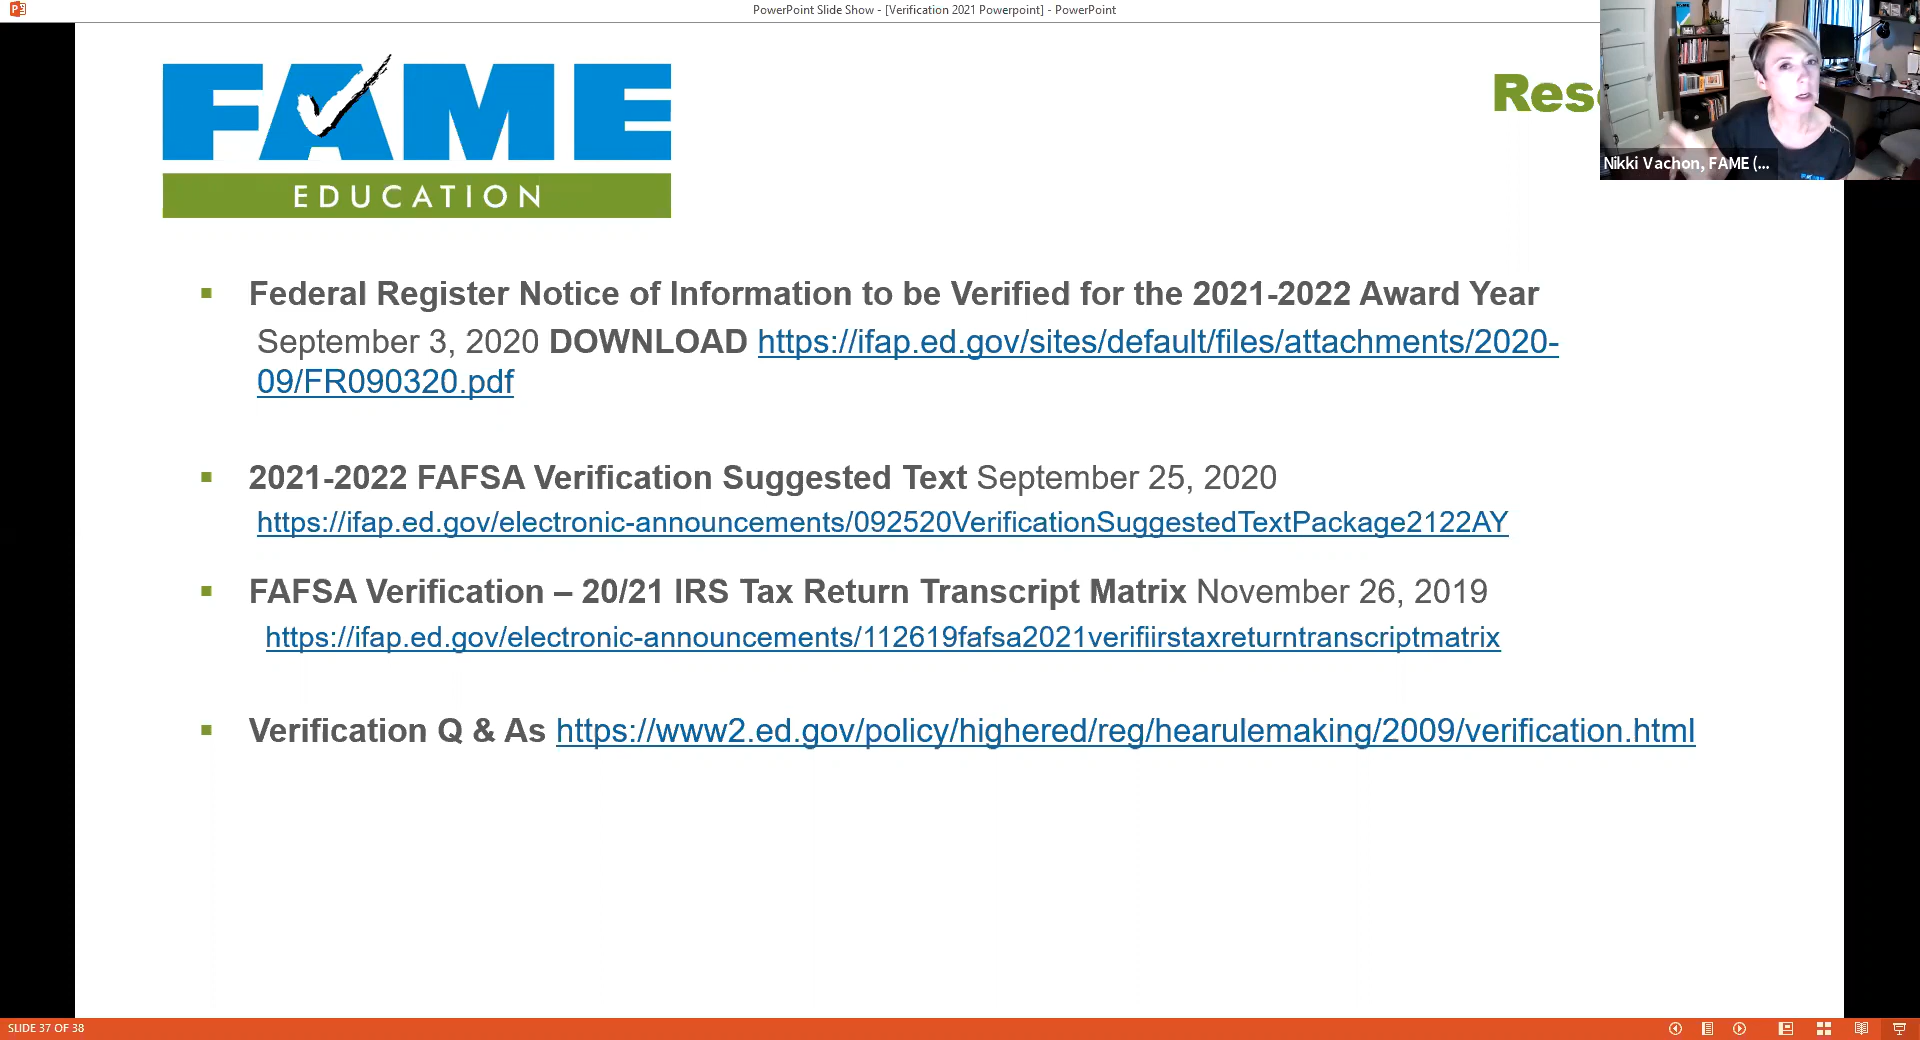 PowerPoint Slide Show - [Verification 2021 Powerpoint] - PowerPoint
FAME
EDUCATION
Nikki Vachon, FAME (...
FAME
Federal Register Notice of Information to be Verified for the 2021-2022 Award Year
September 3, 2020 DOWNLOAD https://ifap.ed.gov/sites/default/files/attachments/2020-
09/FR090320.pdf
2021-2022 FAFSA Verification Suggested Text September 25, 2020
https://ifap.ed.gov/electronic-announcements/092520VerificationSuggestedTextPackage2122AY
FAFSA Verification – 20/21 IRS Tax Return Transcript Matrix November 26, 2019
https://ifap.ed.gov/electronic-announcements/112619fafsa2021verifiirstaxreturntranscriptmatrix
Verification Q & As https://www2.ed.gov/policy/highered/reg/hearulemaking/2009/verification.html
SLIDE 37 OF 38